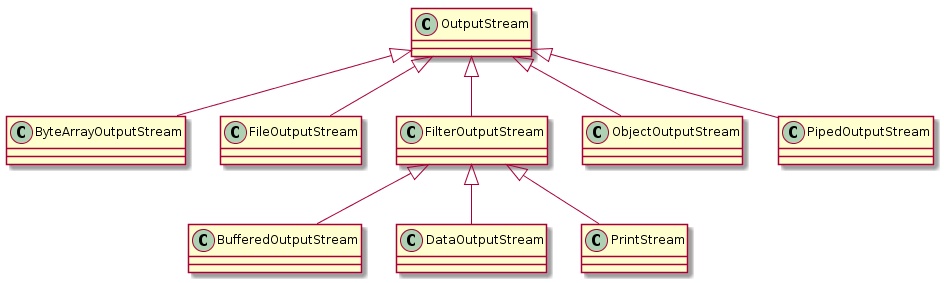 C OutputStream
C ByteArrayOutputStream
C FileOutputStream
C FilterOutputStream
C ObjectOutputStream
C PipedOutputStream
C BufferedOutputStream
C DataOutputStream
C PrintStream